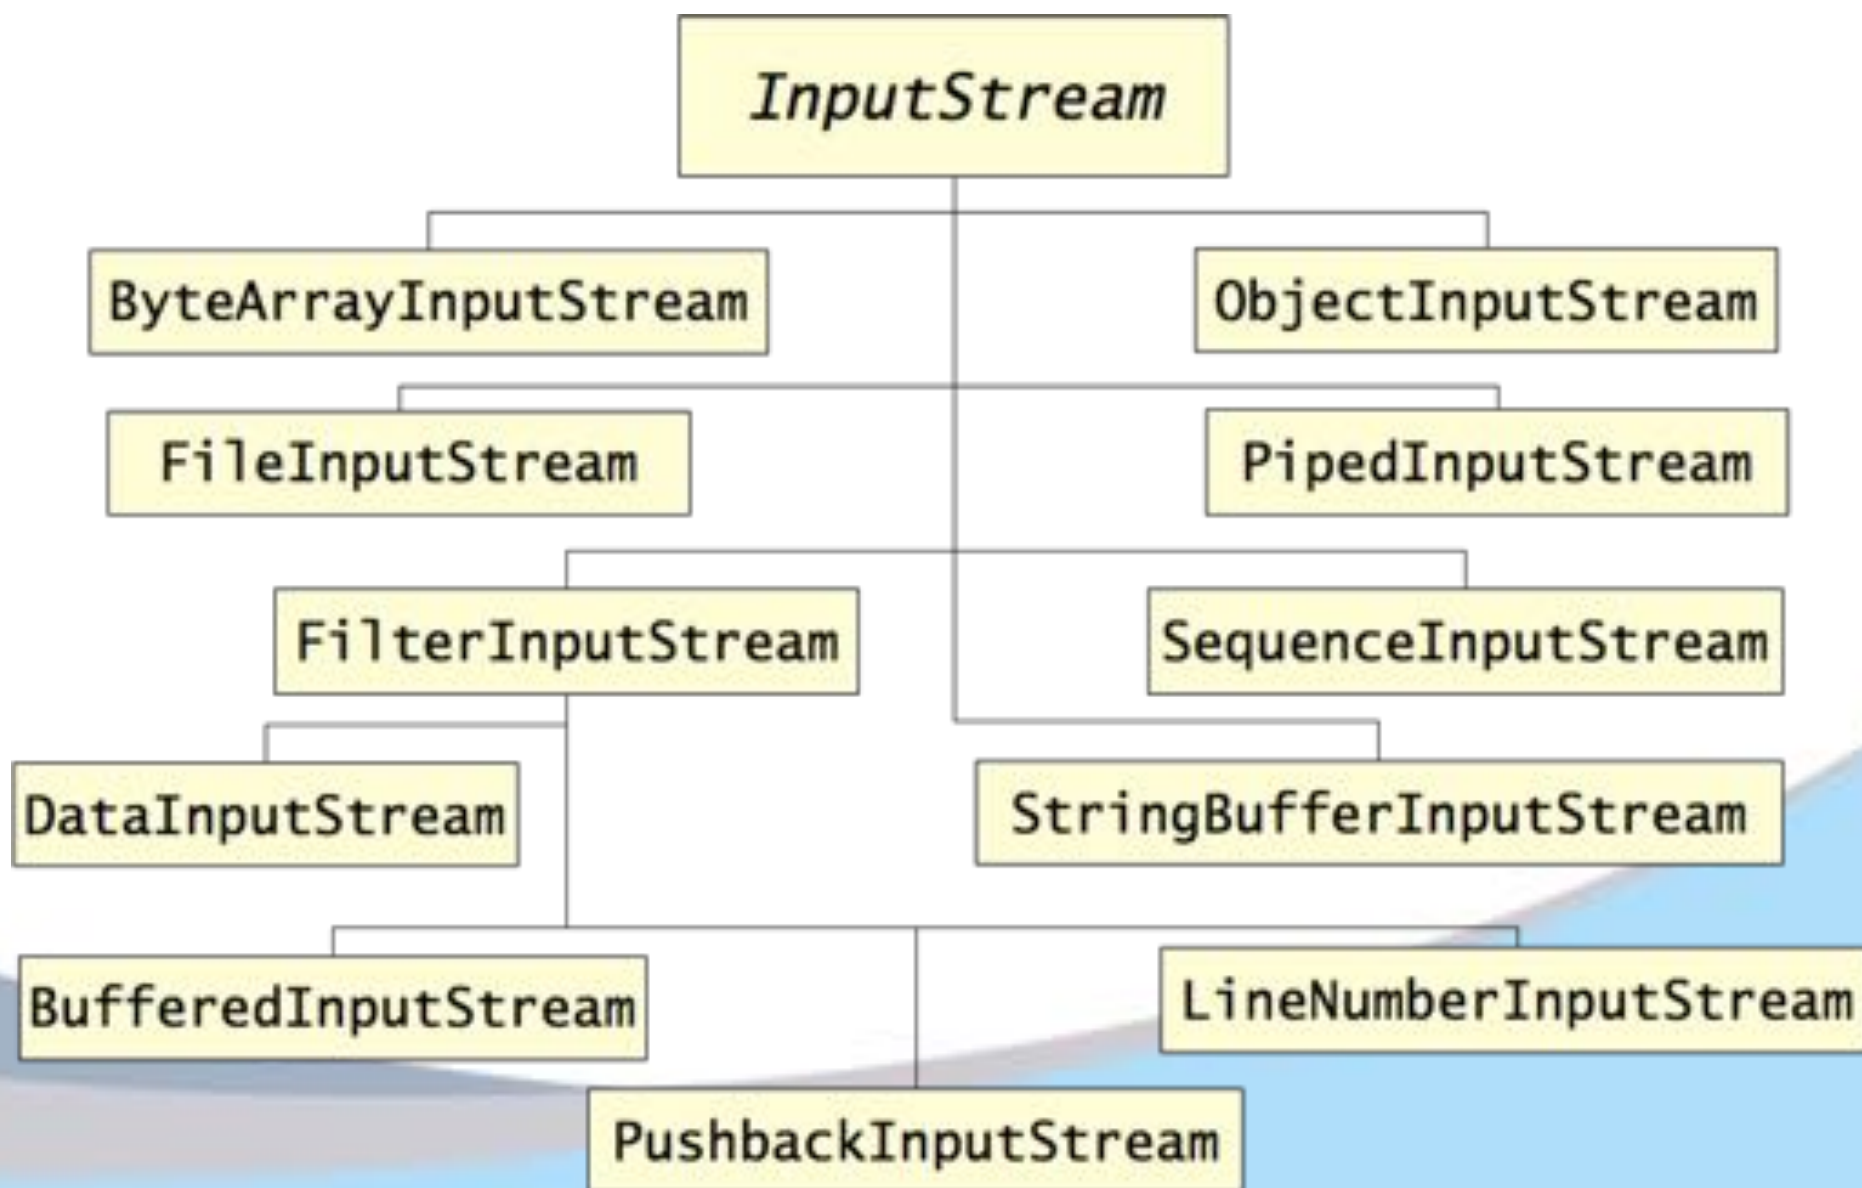 InputStream
ByteArrayInputStream
ObjectInputStream
FileInputStream
PipedInputStream
FilterInputStream
SequenceInputStream
DataInputStream
StringBufferInputStream
BufferedInputStream
LineNumberInputStream
PushbackInputStream